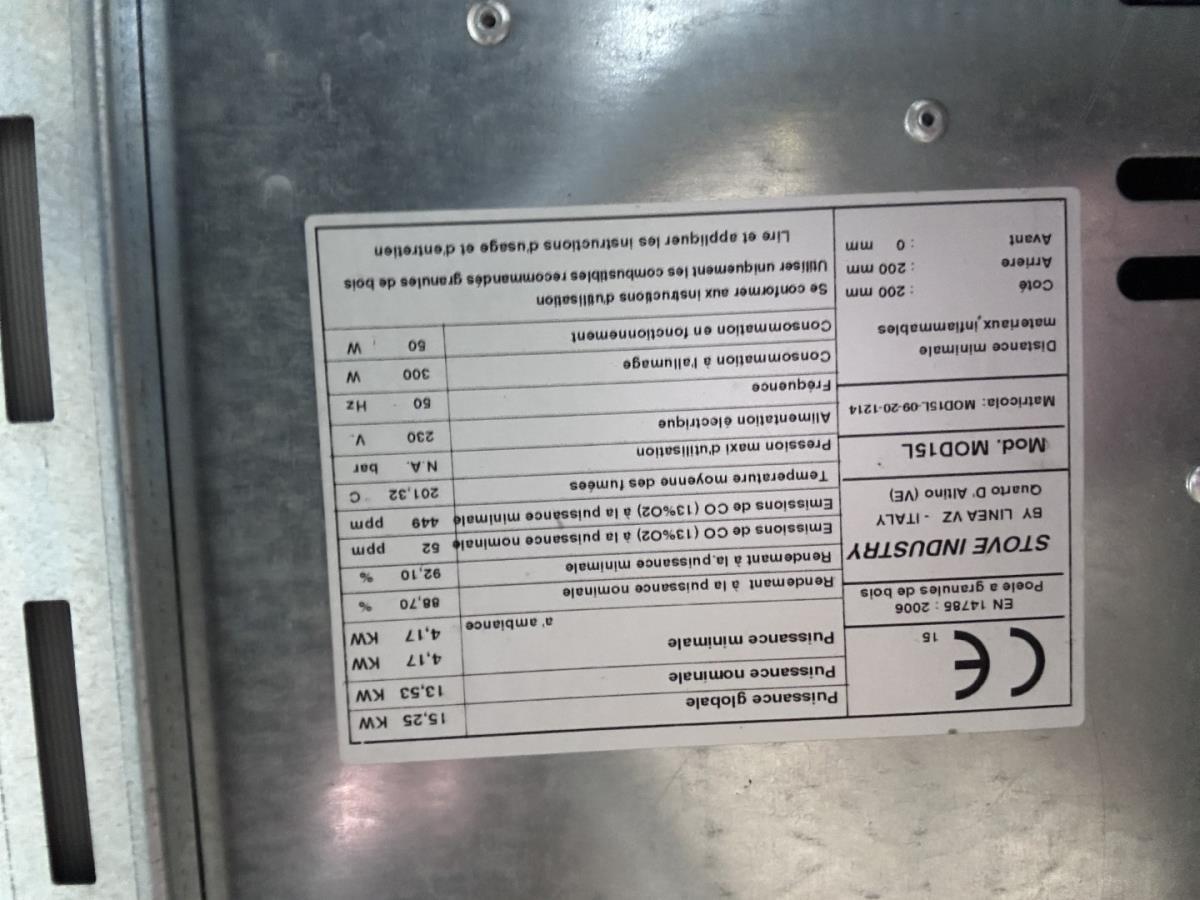 CE
15
EN 14785 : 2006
Poele a granules de bois
STOVE INDUSTRY
BY LINEA VZ - ITALY
Quarto D' Altino (VE)
Mod. MOD15L
Matricola: MOD15L-09-20-1214
Distance minimale
materiaux,inflammables
Coté : 200 mm
Arriere : 200 mm
Avant : 0 mm
Puissance globale 15,25 KW
Puissance nominale 13,53 KW
4,17 KW
Puissance minimale a' ambiance 4,17 KW
Rendemant à la puissance nominale 88,70 %
Rendemant à la.puissance minimale 92,10 %
Emissions de CO (13%O2) à la puissance nominale 52 ppm
Emissions de CO (13%O2) à la puissance minimale 449 ppm
Temperature moyenne des fumées 201,32 C
Pression maxi d'utilisation N.A. bar
Alimentation électrique 230 V.
Fréquence 50 Hz
Consommation à l'allumage 300 W
Consommation en fonctionnement 50 W
Se conformer aux instructions d'utilisation
Utiliser uniquement les combustibles recommandés granules de bois
Lire et appliquer les instructions d'usage et d'entretien